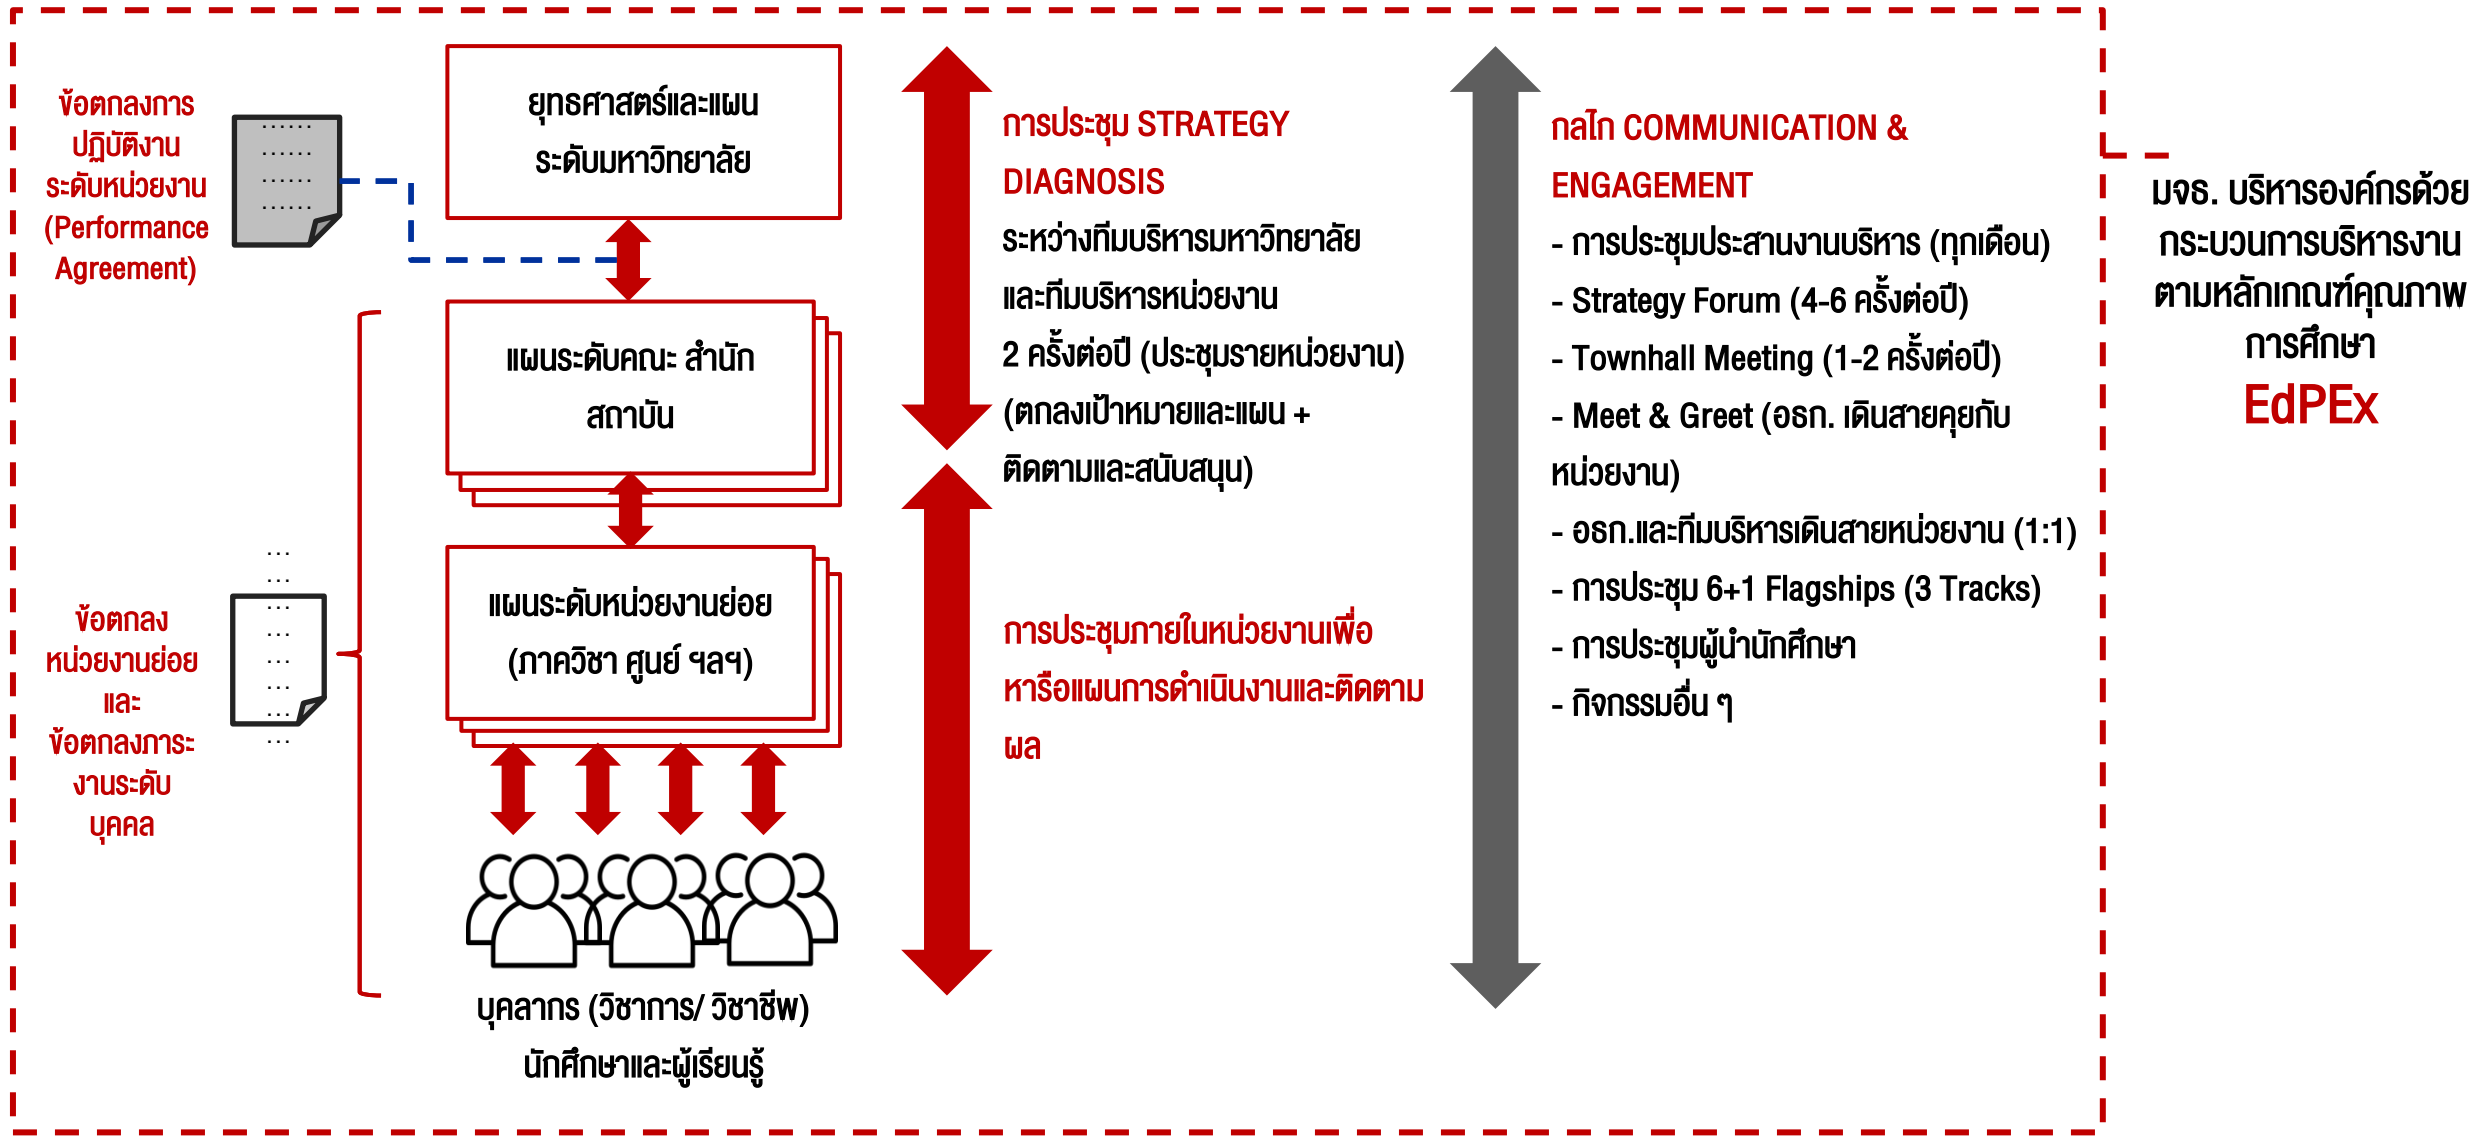 ข้อตกลงการ
ปฏิบัติงาน
ระดับหน่วยงาน
(Performance
Agreement)
......
......
......
......
ยุทธศาสตร์และแผน
ระดับมหาวิทยาลัย
แผนระดับคณะ สำนัก
สถาบัน
แผนระดับหน่วยงานย่อย
(ภาควิชา ศูนย์ ฯลฯ)
...
...
...
...
...
...
...
...
ข้อตกลง
หน่วยงานย่อย
และ
ข้อตกลงภาระ
งานระดับ
บุคคล
บุคลากร (วิชาการ/ วิชาชีพ)
นักศึกษาและผู้เรียนรู้
การประชุม STRATEGY
DIAGNOSIS
ระหว่างทีมบริหารมหาวิทยาลัย
และทีมบริหารหน่วยงาน
2 ครั้งต่อปี (ประชุมรายหน่วยงาน)
(ตกลงเป้าหมายและแผน +
ติดตามและสนับสนุน)
การประชุมภายในหน่วยงานเพื่อ
หารือแผนการดำเนินงานและติดตาม
ผล
กลไก COMMUNICATION &
ENGAGEMENT
- การประชุมประสานงานบริหาร (ทุกเดือน)
- Strategy Forum (4-6 ครั้งต่อปี)
- Townhall Meeting (1-2 ครั้งต่อปี)
- Meet & Greet (อธก. เดินสายคุยกับ
หน่วยงาน)
- อธก.และทีมบริหารเดินสายหน่วยงาน (1:1)
- การประชุม 6+1 Flagships (3 Tracks)
- การประชุมผู้นำนักศึกษา
- กิจกรรมอื่น ๆ
มจธ. บริหารองค์กรด้วย
กระบวนการบริหารงาน
ตามหลักเกณฑ์คุณภาพ
การศึกษา
EdPEx